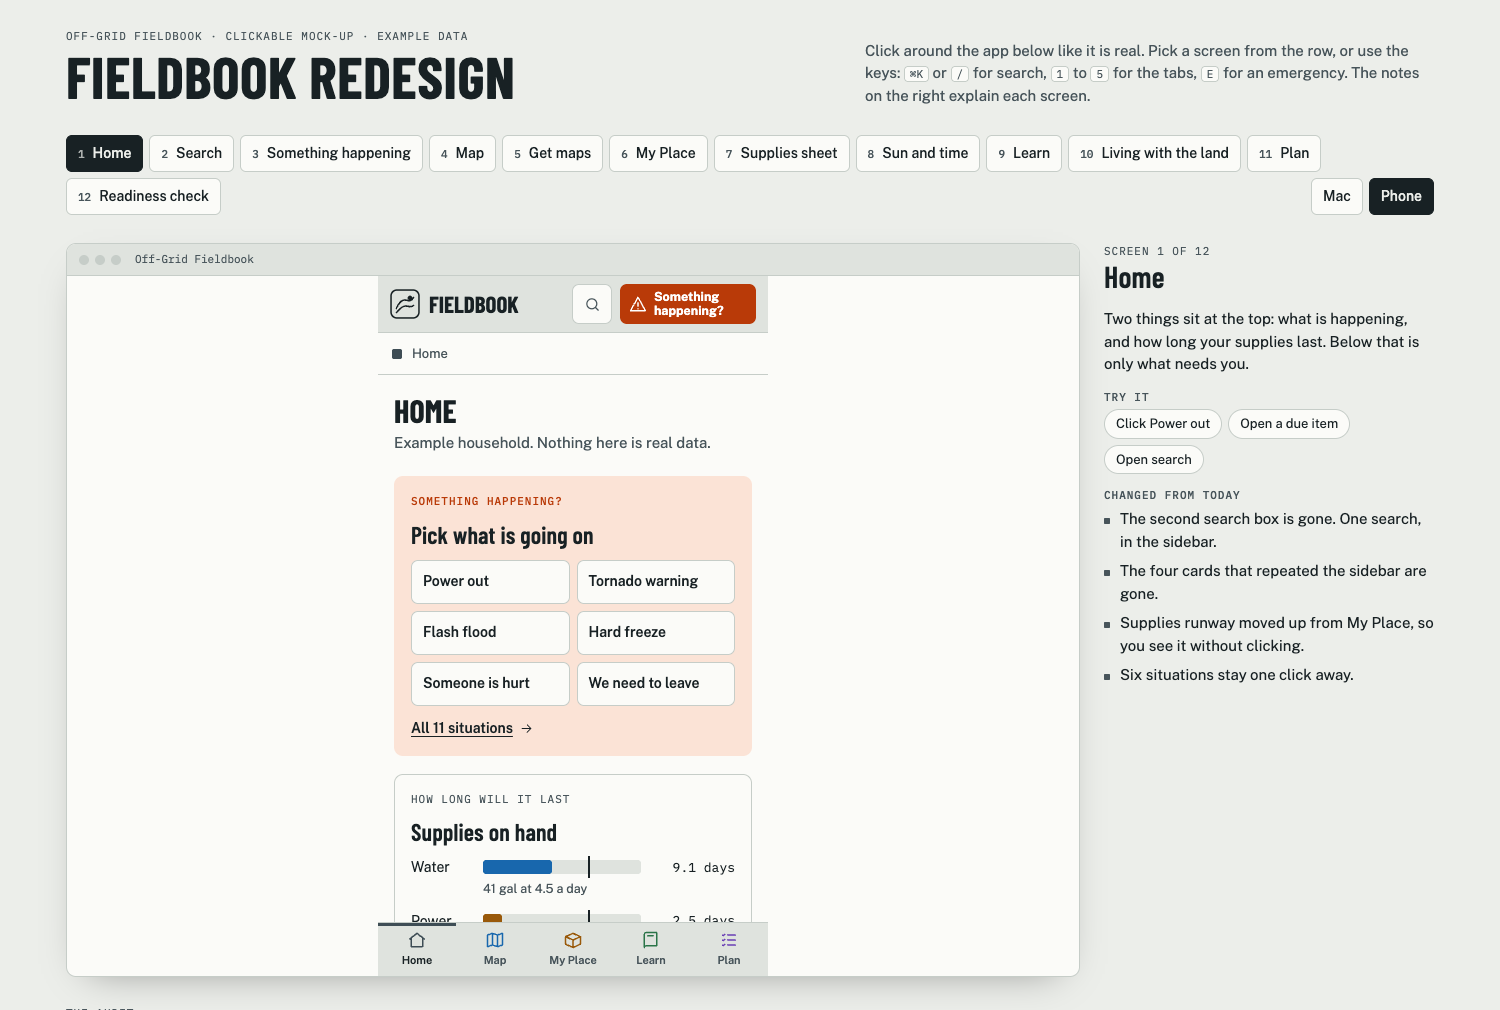 OFF-GRID FIELDBOOK · CLICKABLE MOCK-UP · EXAMPLE DATA
FIELDBOOK REDESIGN
Click around the app below like it is real. Pick a screen from the row, or use the
keys: ⌘K or / for search, 1 to 5 for the tabs, E for an emergency. The notes
on the right explain each screen.
1 Home
2 Search
3 Something happening
4 Map
5 Get maps
6 My Place
7 Supplies sheet
8 Sun and time
9 Learn
10 Living with the land
11 Plan
12 Readiness check
Mac
Phone
Off-Grid Fieldbook
FIELDBOOK
Something
happening?
Home
HOME
Example household. Nothing here is real data.
SOMETHING HAPPENING?
Pick what is going on
Power out
Tornado warning
Flash flood
Hard freeze
Someone is hurt
We need to leave
All 11 situations →
HOW LONG WILL IT LAST
Supplies on hand
Water 9.1 days
41 gal at 4.5 a day
Power 2.5 days
Home
Map
My Place
Learn
Plan
SCREEN 1 OF 12
Home
Two things sit at the top: what is happening,
and how long your supplies last. Below that is
only what needs you.
TRY IT
Click Power out
Open a due item
Open search
CHANGED FROM TODAY
The second search box is gone. One search,
in the sidebar.
The four cards that repeated the sidebar are
gone.
Supplies runway moved up from My Place, so
you see it without clicking.
Six situations stay one click away.